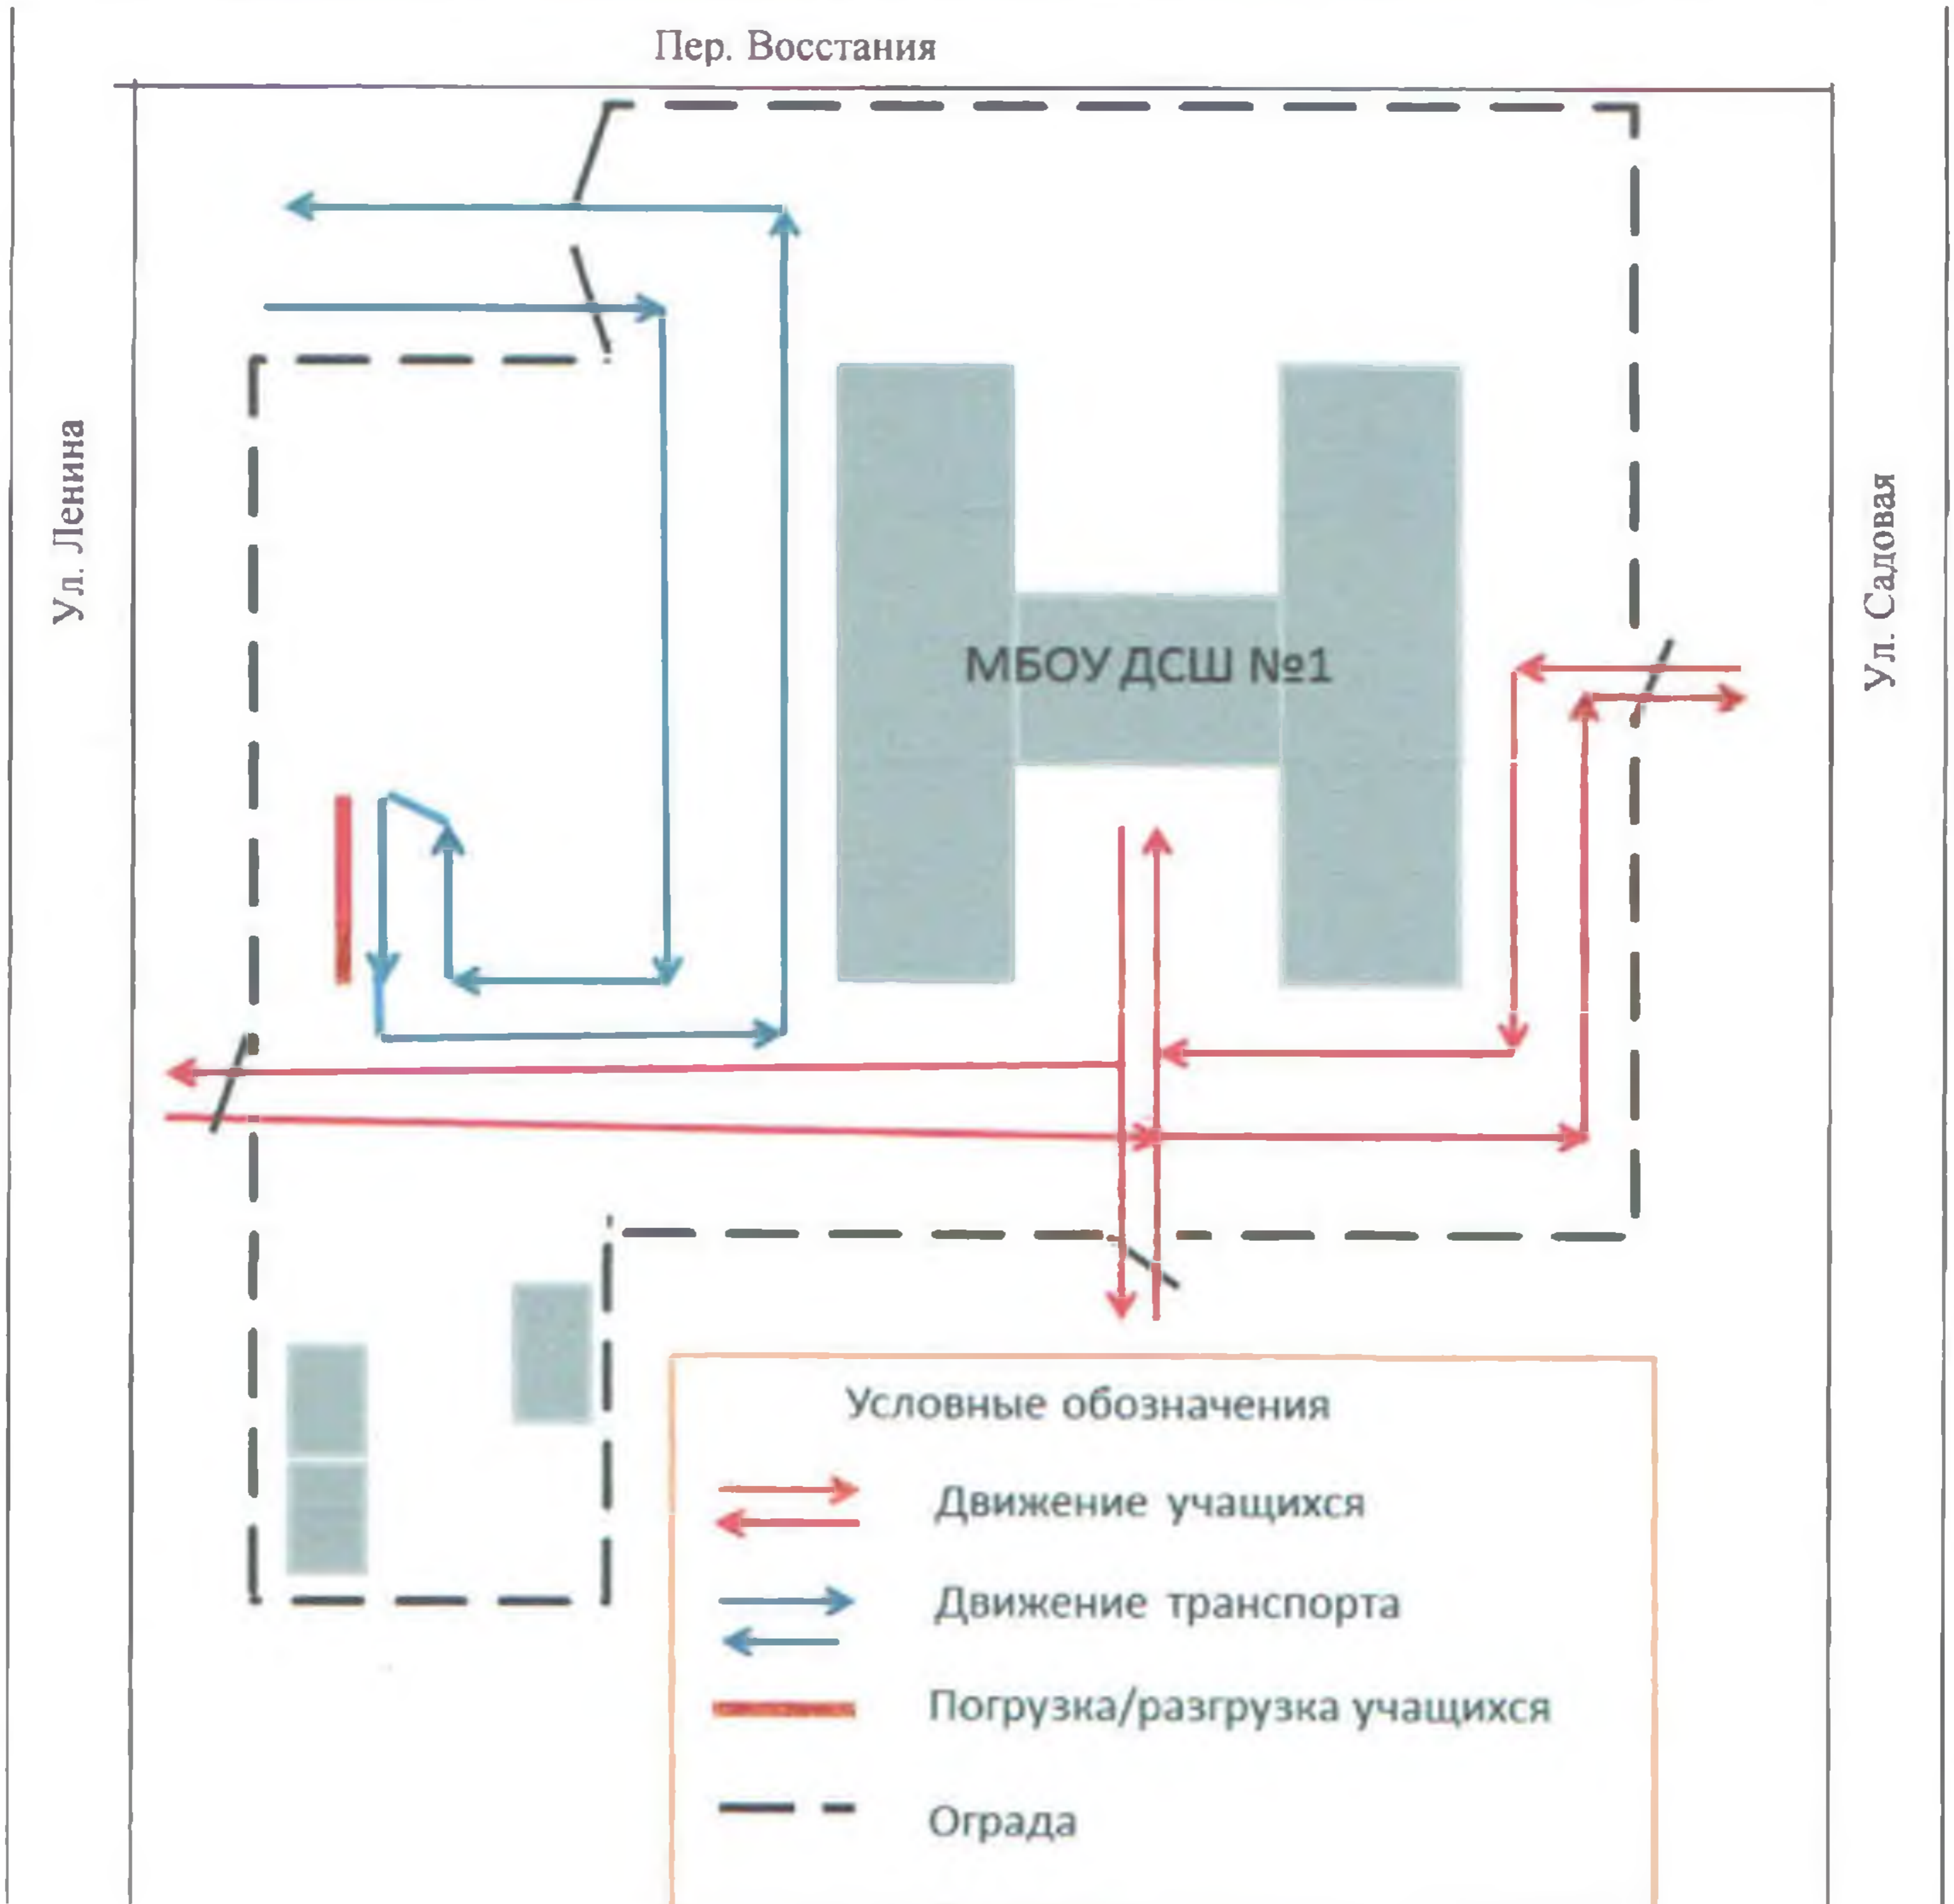 Пер. Восстания
Ул. Ленина
Ул. Садовая
МБОУ ДСШ №1
Условные обозначения
Движение учащихся
Движение транспорта
Погрузка/разгрузка учащихся
Ограда